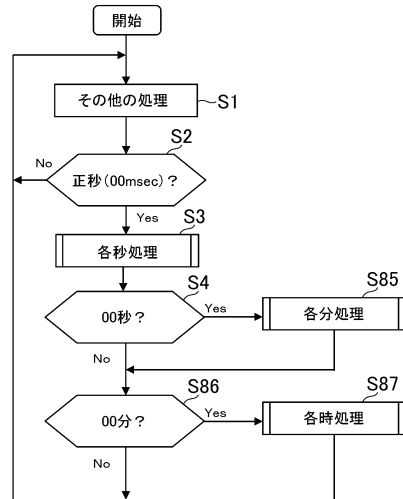 開始
その他の処理
S1
S2
No
正秒(00msec)?
Yes
S3
各秒処理
S4
00秒?
Yes
S85
各分処理
No
S86
00分?
Yes
S87
各時処理
No